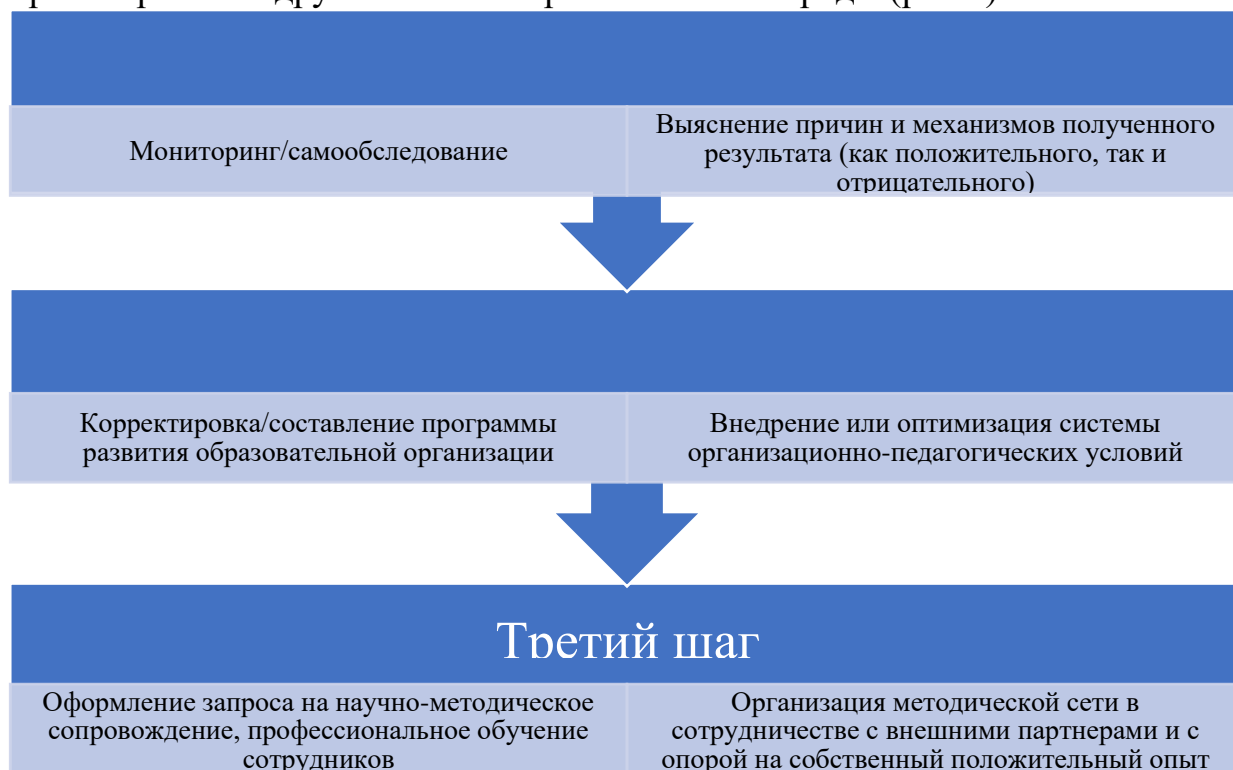 Мониторинг/самообследование
Выяснение причин и механизмов полученного
результата (как положительного, так и
отрицательного)
Корректировка/составление программы
развития образовательной организации
Внедрение или оптимизация системы
организационно-педагогических условий
Третий шаг
Оформление запроса на научно-методическое
сопровождение, профессиональное обучение
сотрудников
Организация методической сети в
сотрудничестве с внешними партнерами и с
опорой на собственный положительный опыт